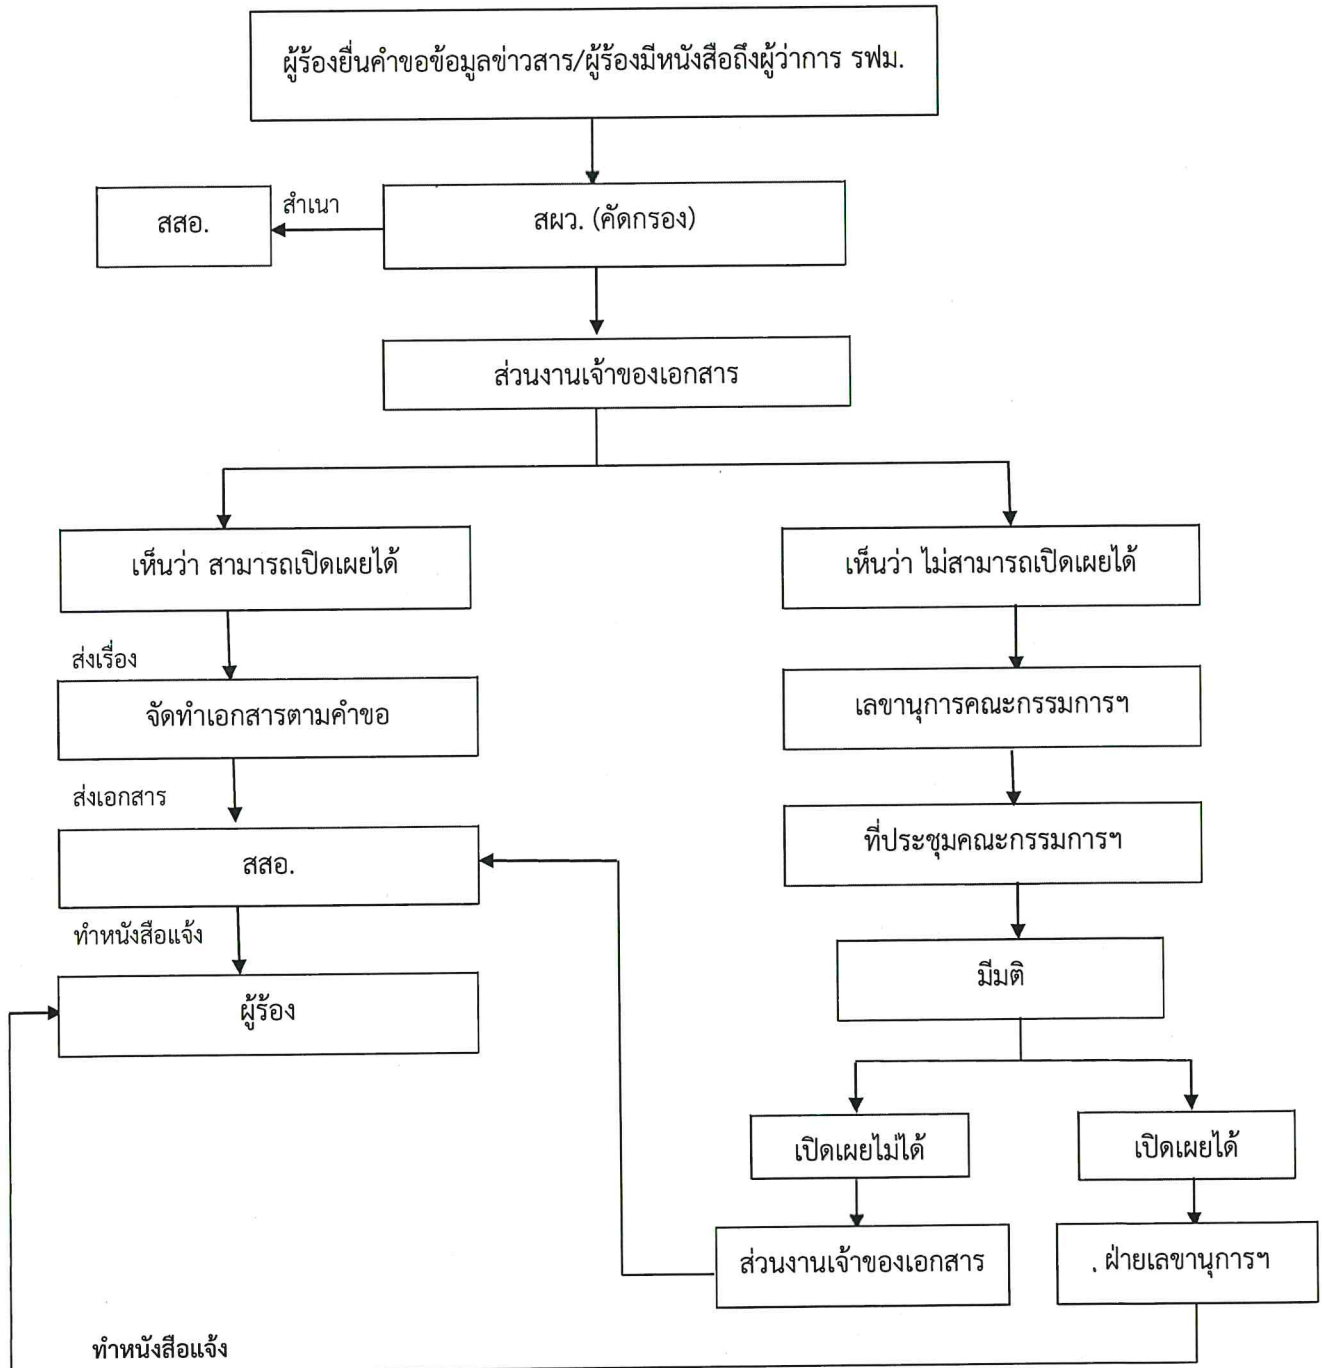 ผู้ร้องยื่นคำขอข้อมูลข่าวสาร/ผู้ร้องมีหนังสือถึงผู้ว่าการ รฟม.
สสอ.
สำเนา
สผว. (คัดกรอง)
ส่วนงานเจ้าของเอกสาร
เห็นว่า สามารถเปิดเผยได้
เห็นว่า ไม่สามารถเปิดเผยได้
ส่งเรื่อง
จัดทำเอกสารตามคำขอ
เลขานุการคณะกรรมการฯ
ส่งเอกสาร
ที่ประชุมคณะกรรมการฯ
สสอ.
ทำหนังสือแจ้ง
มีมติ
ผู้ร้อง
เปิดเผยไม่ได้
เปิดเผยได้
ส่วนงานเจ้าของเอกสาร
ฝ่ายเลขานุการฯ
ทำหนังสือแจ้ง